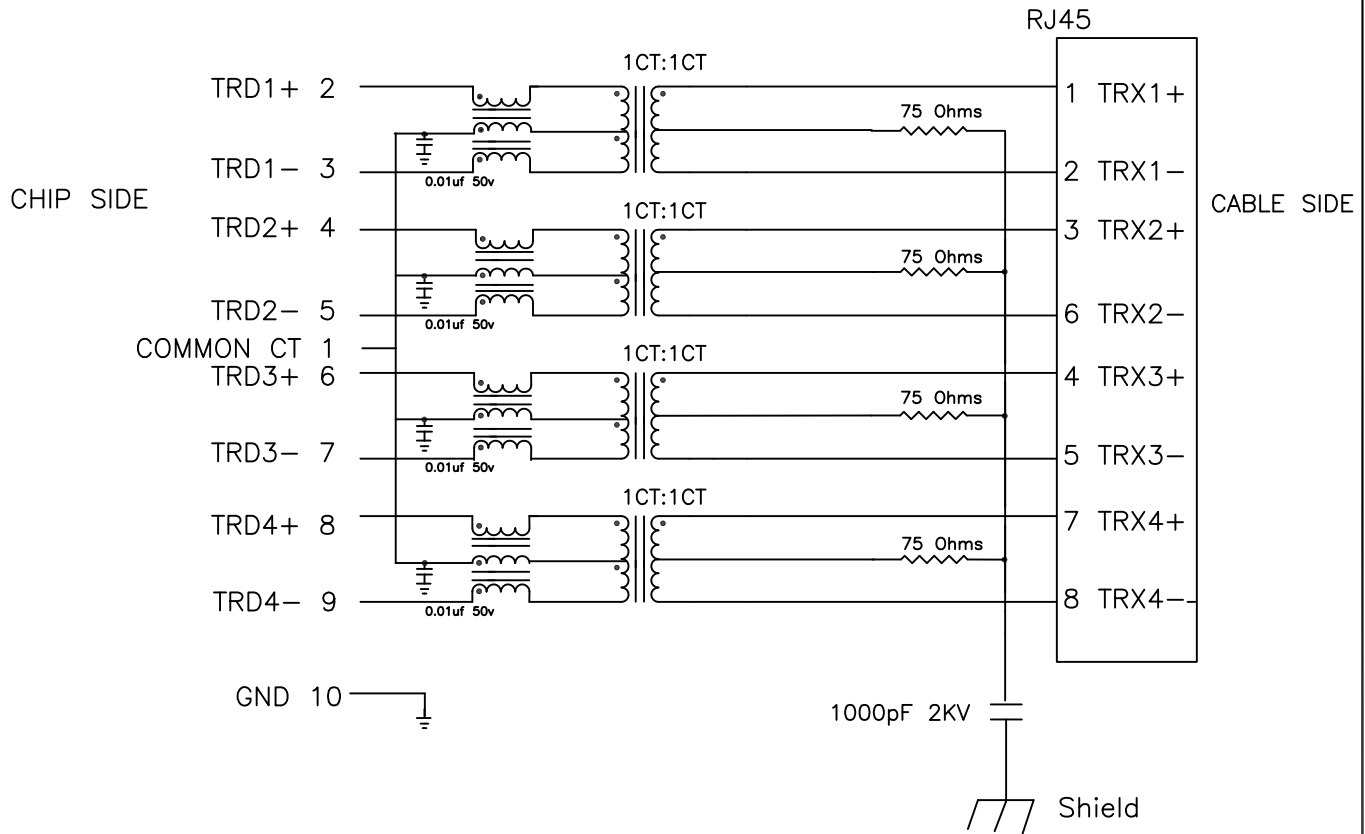 RJ45
1CT:1CT
TRD1+ 2
1 TRX1+
75 Ohms
TRD1- 3
0.01uf 50v
2 TRX1-
CHIP SIDE
CABLE SIDE
1CT:1CT
TRD2+ 4
3 TRX2+
75 Ohms
TRD2- 5
0.01uf 50v
6 TRX2-
COMMON CT 1
1CT:1CT
TRD3+ 6
4 TRX3+
75 Ohms
TRD3- 7
0.01uf 50v
5 TRX3-
1CT:1CT
TRD4+ 8
7 TRX4+
75 Ohms
TRD4- 9
0.01uf 50v
8 TRX4-
GND 10
1000pF 2KV
Shield